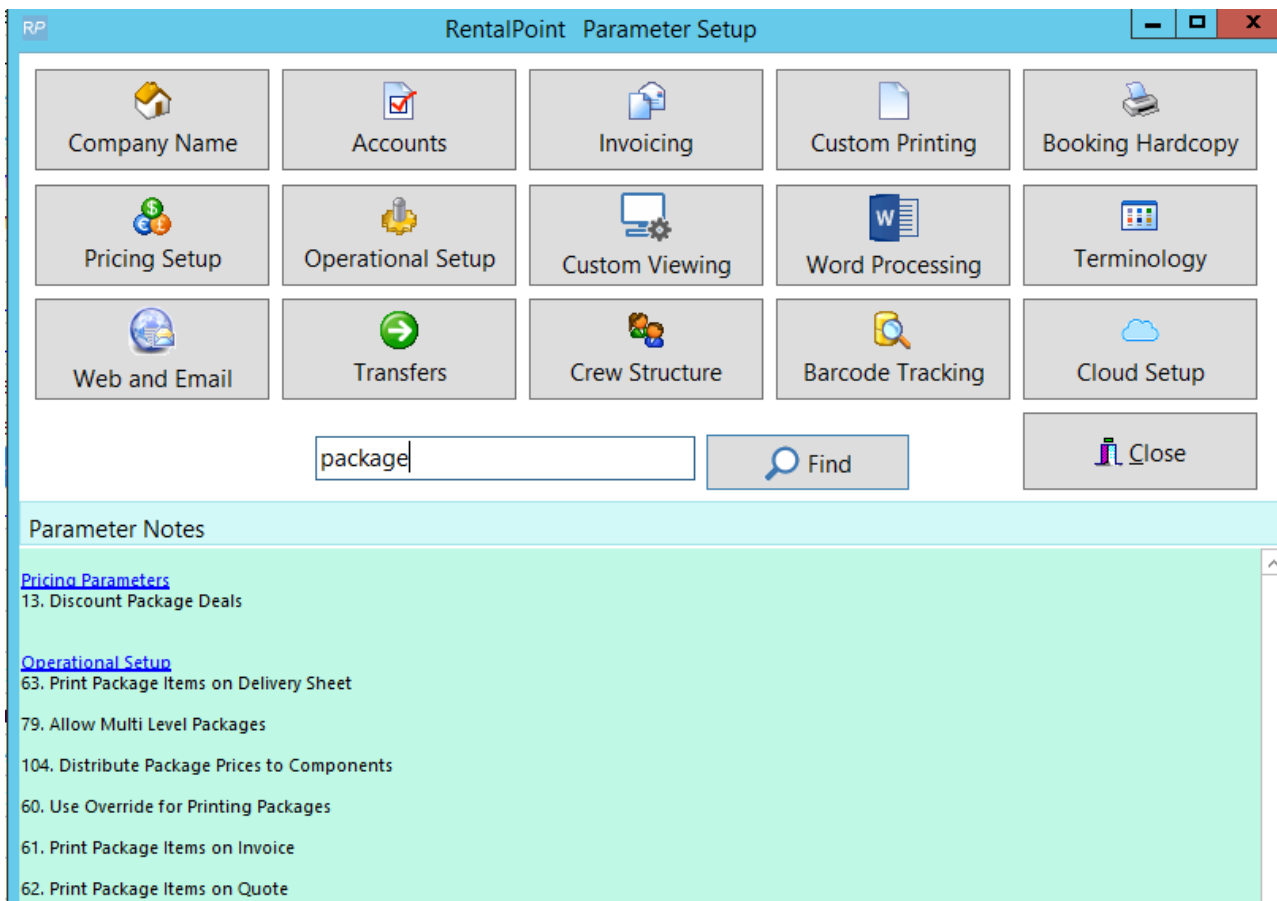 RP RentalPoint Parameter Setup
Company Name Accounts Invoicing Custom Printing Booking Hardcopy
Pricing Setup Operational Setup Custom Viewing Word Processing Terminology
Web and Email Transfers Crew Structure Barcode Tracking Cloud Setup
package Find Close
Parameter Notes
Pricing Parameters
13. Discount Package Deals
Operational Setup
63. Print Package Items on Delivery Sheet
79. Allow Multi Level Packages
104. Distribute Package Prices to Components
60. Use Override for Printing Packages
61. Print Package Items on Invoice
62. Print Package Items on Quote